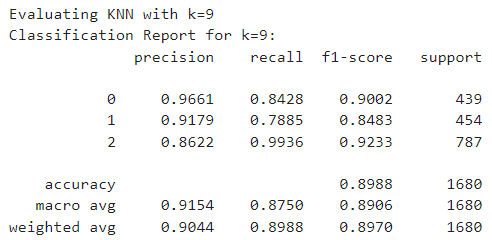 Evaluating KNN with k=9
Classification Report for k=9:
precision recall f1-score support
0 0.9661 0.8428 0.9002 439
1 0.9179 0.7885 0.8483 454
2 0.8622 0.9936 0.9233 787
accuracy 0.8988 1680
macro avg 0.9154 0.8750 0.8906 1680
weighted avg 0.9044 0.8988 0.8970 1680